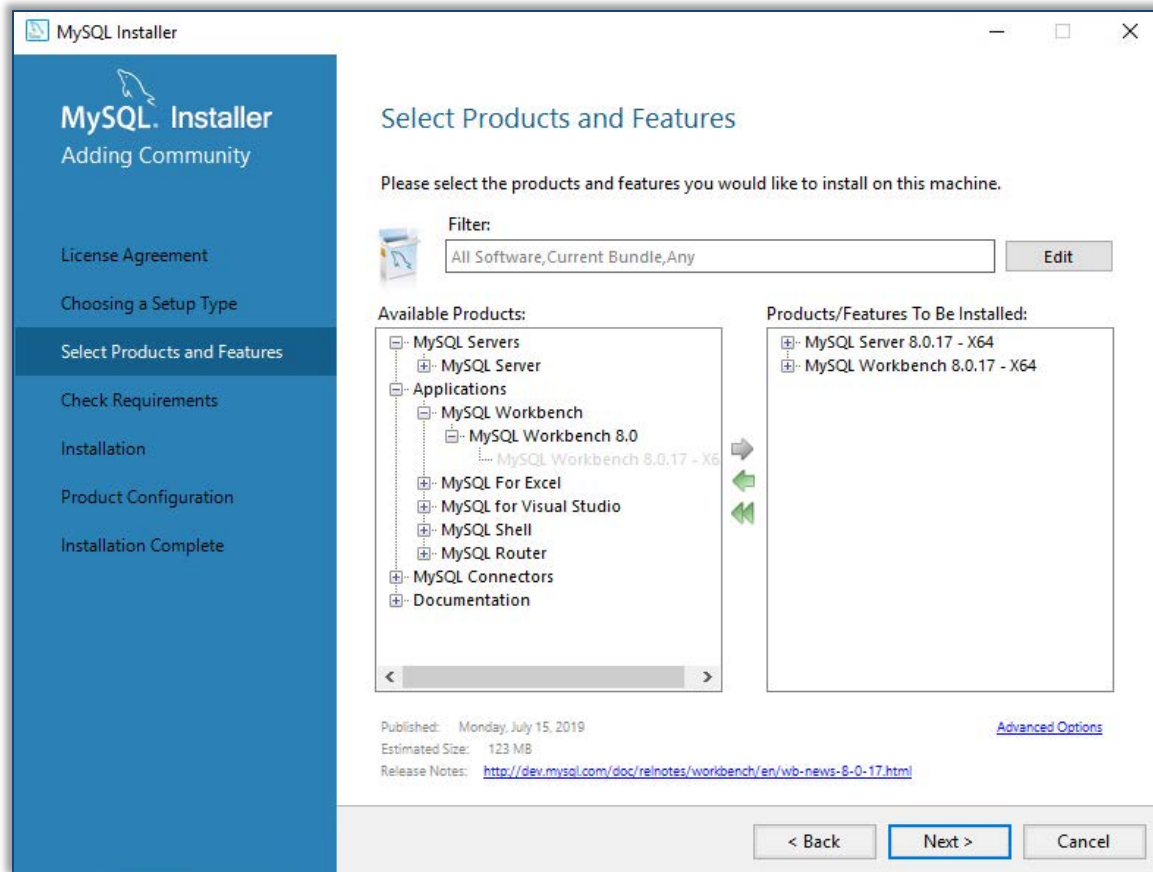 MySQL Installer
MySQL. Installer
Adding Community
License Agreement
Choosing a Setup Type
Select Products and Features
Check Requirements
Installation
Product Configuration
Installation Complete
Select Products and Features
Please select the products and features you would like to install on this machine.
Filter:
All Software,Current Bundle,Any
Edit
Available Products:
MySQL Servers
MySQL Server
Applications
MySQL Workbench
MySQL Workbench 8.0
MySQL Workbench 8.0.17 - X6
MySQL For Excel
MySQL for Visual Studio
MySQL Shell
MySQL Router
MySQL Connectors
Documentation
Products/Features To Be Installed:
MySQL Server 8.0.17 - X64
MySQL Workbench 8.0.17 - X64
Published: Monday, July 15, 2019
Estimated Size: 123 MB
Release Notes: http://dev.mysql.com/doc/relnotes/workbench/en/wb-news-8-0-17.html
Advanced Options
< Back
Next >
Cancel